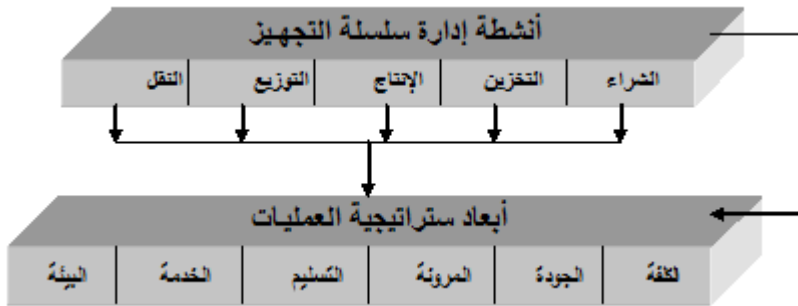 أنشطة إدارة سلسلة التجهيز
الشراء التخزين الإنتاج التوزيع النقل
أبعاد ستراتيجية العمليات
لكلفة الجودة المرونة التسليم الخدمة البيئة